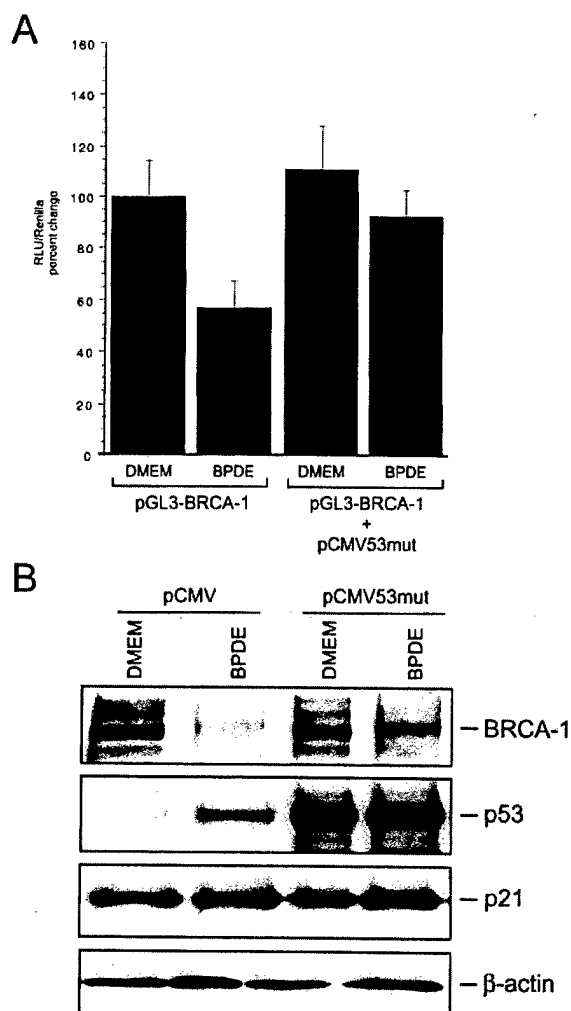 A
RLU/Renilla
percent change
160
140
120
100
80
60
40
20
0
DMEM BPDE DMEM BPDE
pGL3-BRCA-1 pGL3-BRCA-1
+
pCMV53mut
B
pCMV pCMV53mut
DMEM BPDE DMEM BPDE
BRCA-1
p53
p21
β-actin